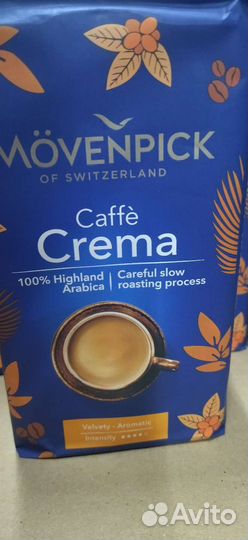 MÖVENPICK
OF SWITZERLAND
Caffè
Crema
100% Highland Arabica
Careful slow roasting process
Velvety - Aromatic
Intensity
Avito